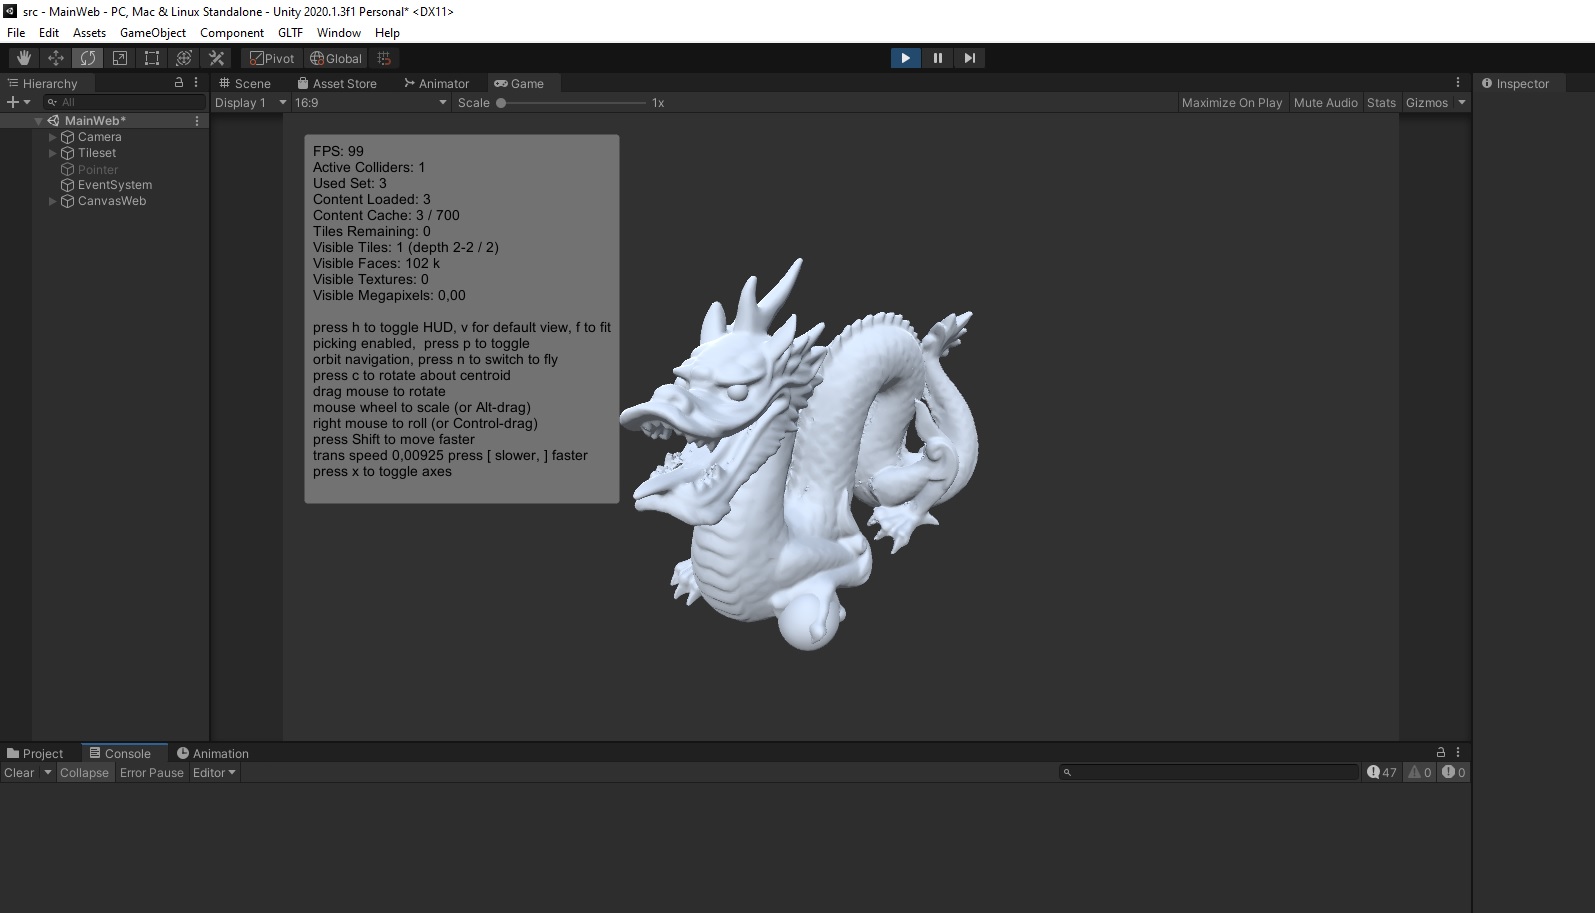 src - MainWeb - PC, Mac & Linux Standalone - Unity 2020.1.3f1 Personal* <DX11>
File Edit Assets GameObject Component GLTF Window Help
Pivot Global
Hierarchy
Scene Asset Store Animator Game
Inspector
All
Display 1 16:9 Scale 1x Maximize On Play Mute Audio Stats Gizmos
MainWeb*
Camera
Tileset
Pointer
EventSystem
CanvasWeb
FPS: 99
Active Colliders: 1
Used Set: 3
Content Loaded: 3
Content Cache: 3 / 700
Tiles Remaining: 0
Visible Tiles: 1 (depth 2-2 / 2)
Visible Faces: 102 k
Visible Textures: 0
Visible Megapixels: 0,00
press h to toggle HUD, v for default view, f to fit
picking enabled,  press p to toggle
orbit navigation, press n to switch to fly
press c to rotate about centroid
drag mouse to rotate
mouse wheel to scale (or Alt-drag)
right mouse to roll (or Control-drag)
press Shift to move faster
trans speed 0,00925 press [ slower, ] faster
press x to toggle axes
Project Console Animation
Clear Collapse Error Pause Editor 47 0 0